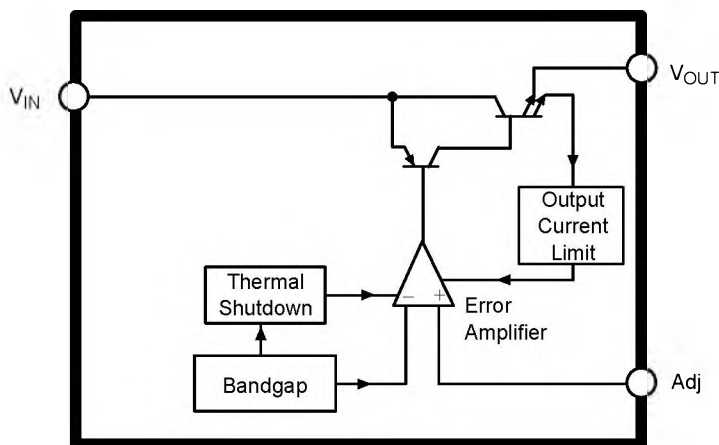 VIN
VOUT
Output
Current
Limit
Thermal
Shutdown
− +
Error
Amplifier
Bandgap
Adj